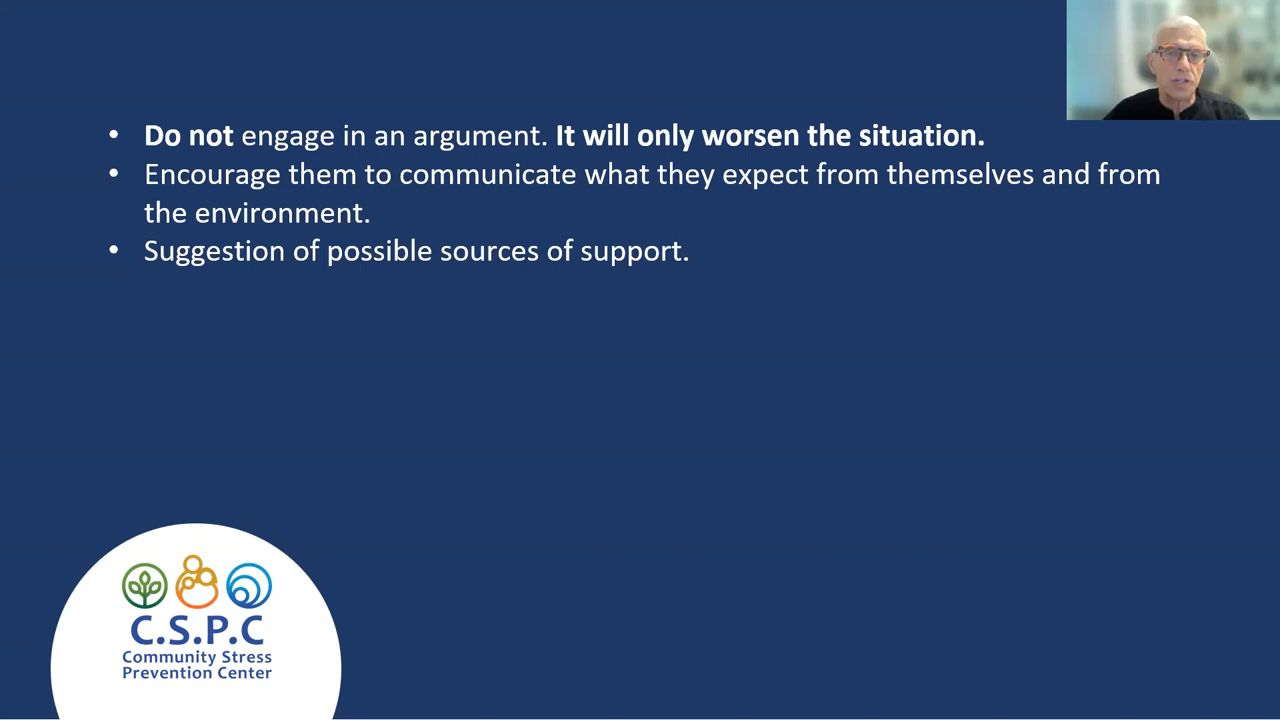 • Do not engage in an argument. It will only worsen the situation.
• Encourage them to communicate what they expect from themselves and from
the environment.
• Suggestion of possible sources of support.
C.S.P.C
Community Stress
Prevention Center